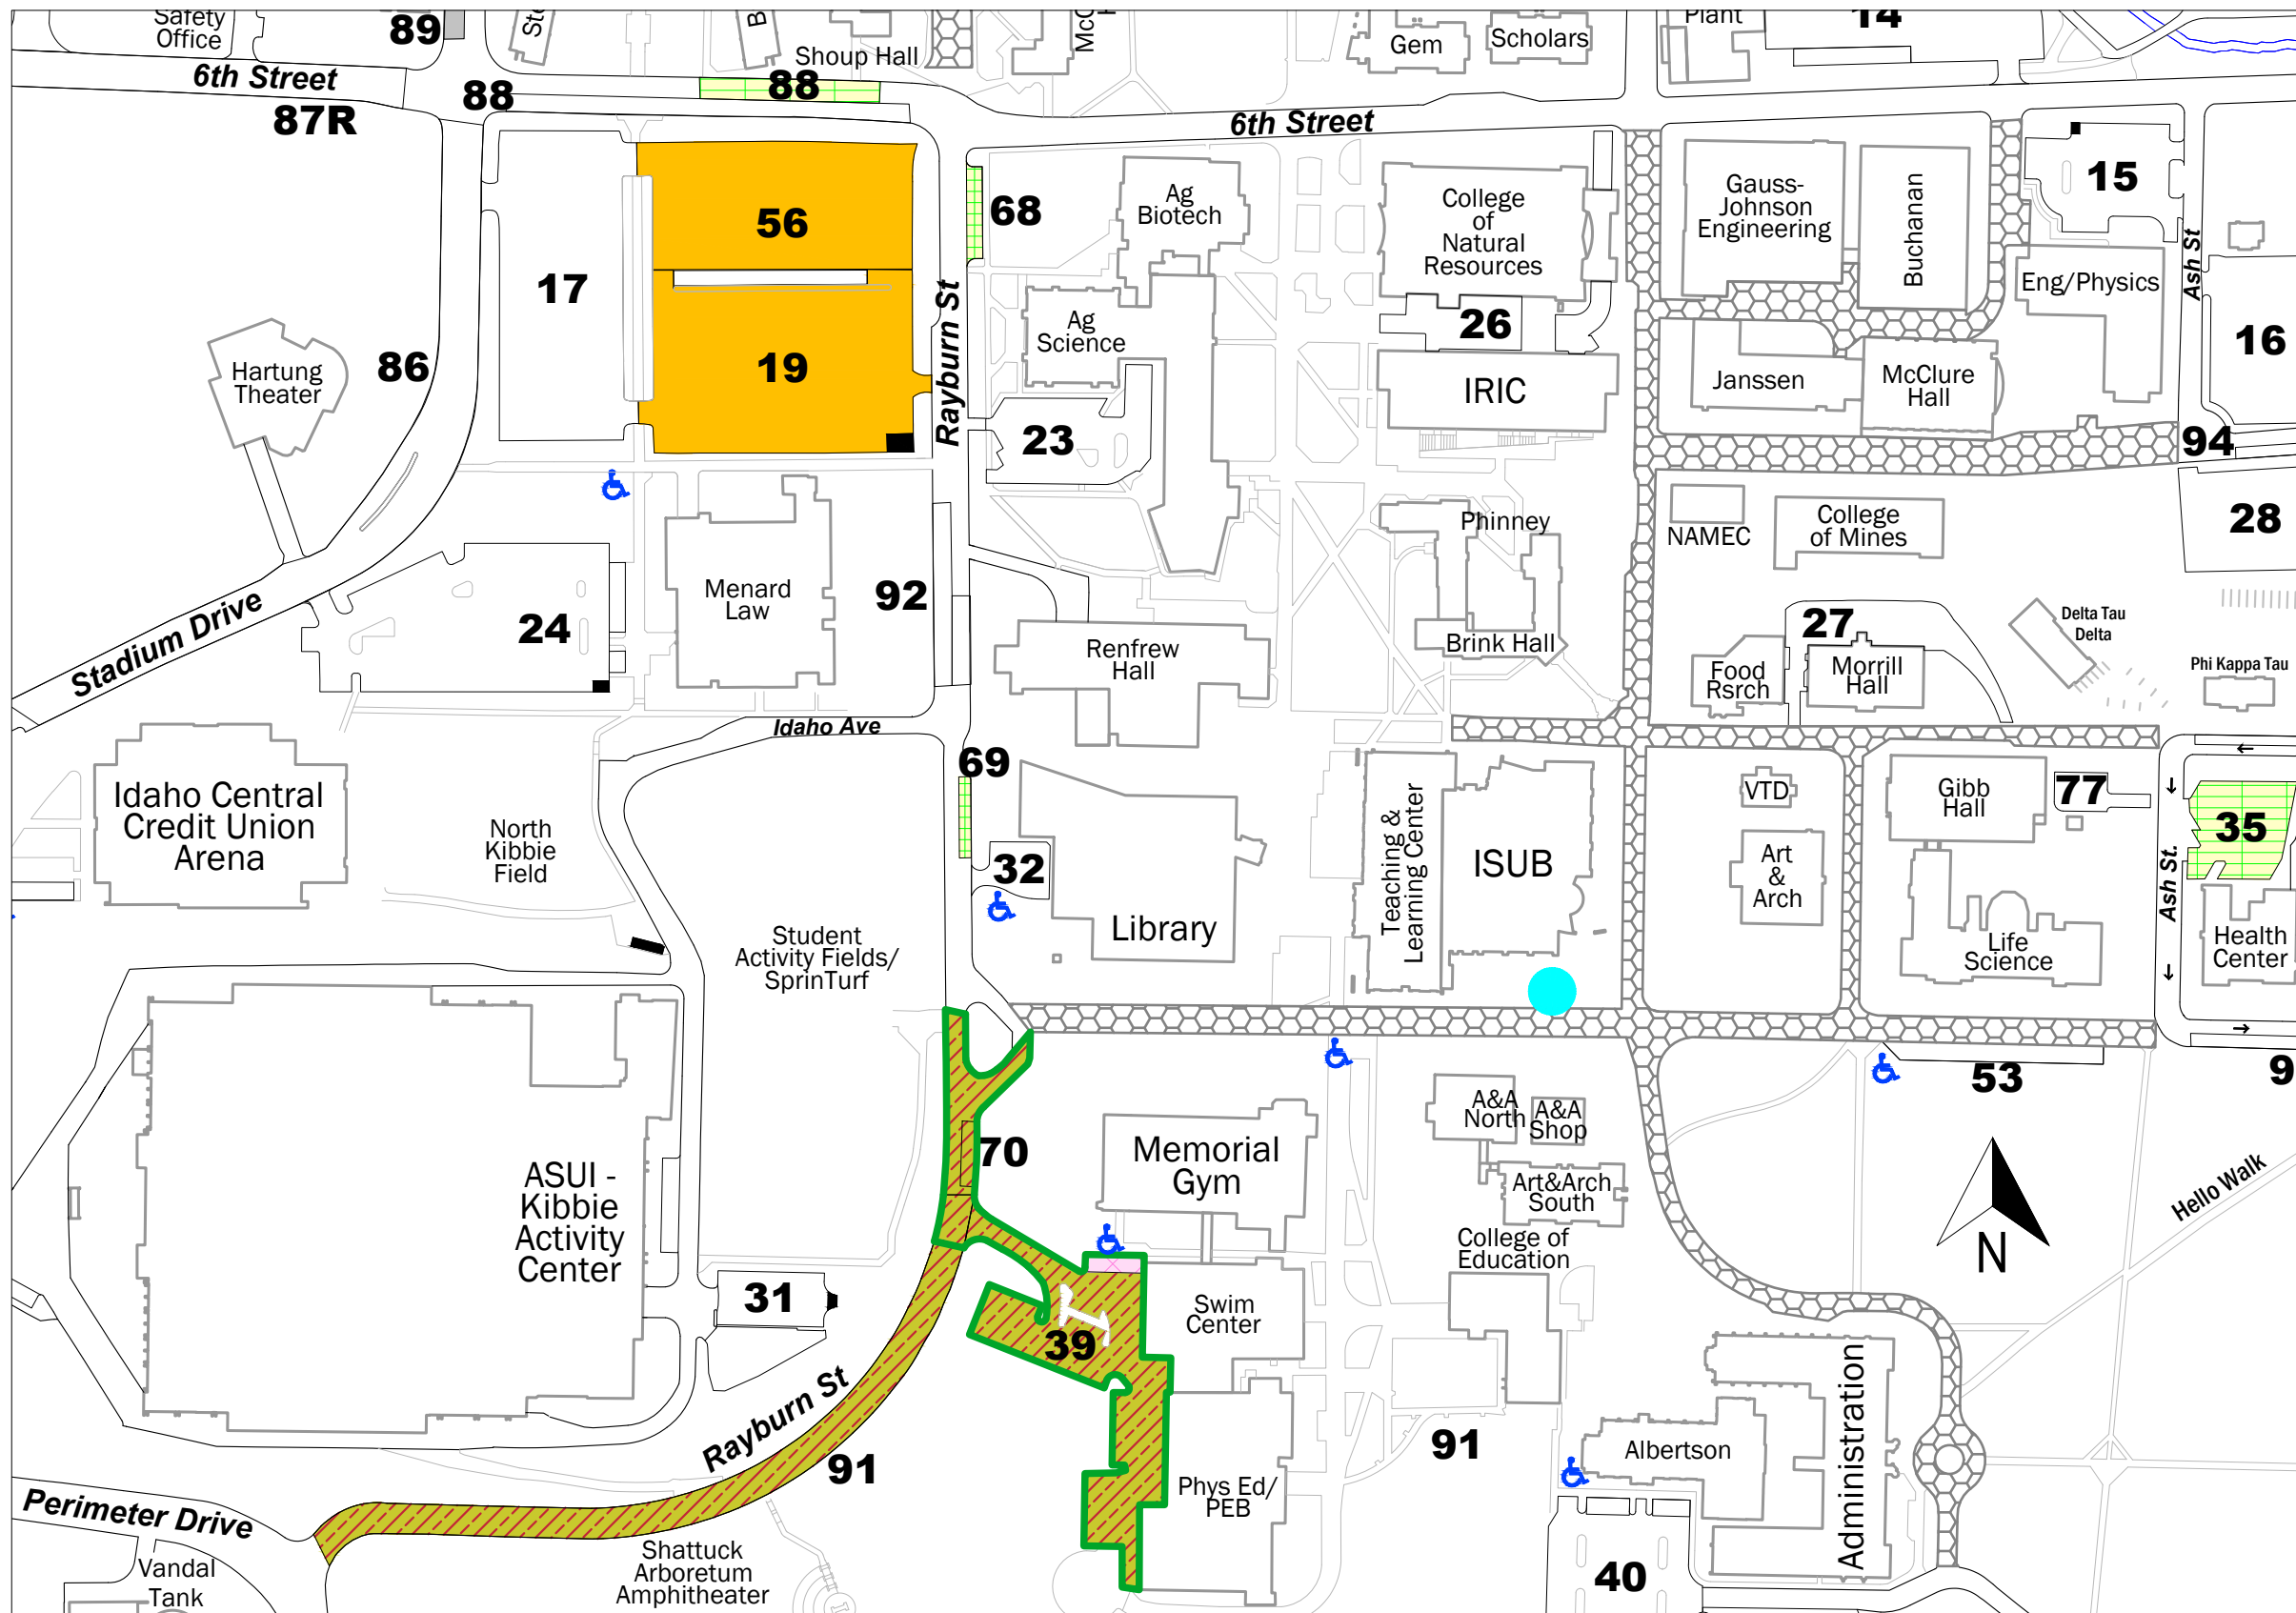 Safety
Office
89
Shoup Hall
Gem
Scholars
Plant
14
6th Street
87R
88
88
6th Street
56
68
Ag
Biotech
College
of
Natural
Resources
Gauss-
Johnson
Engineering
Buchanan
15
Ash St
17
Rayburn St
Eng/Physics
Hartung
Theater
86
19
Ag
Science
26
IRIC
Janssen
McClure
Hall
16
23
94
Phinney
NAMEC
College
of Mines
28
Stadium Drive
24
Menard
Law
92
Renfrew
Hall
Brink Hall
27
Food
Rsrch
Morrill
Hall
Delta Tau
Delta
Phi Kappa Tau
Idaho Ave
Idaho Central
Credit Union
Arena
North
Kibbie
Field
69
32
Library
Teaching &
Learning Center
ISUB
VTD
Art
&
Arch
Gibb
Hall
77
Ash St.
35
Student
Activity Fields/
SprinTurf
Life
Science
Health
Center
53
9
ASUI -
Kibbie
Activity
Center
70
Memorial
Gym
A&A
North
A&A
Shop
Art&Arch
South
College of
Education
Hello Walk
N
31
1
39
Swim
Center
Rayburn St
91
91
Phys Ed/
PEB
Albertson
Administration
Perimeter Drive
Vandal
Tank
Shattuck
Arboretum
Amphitheater
40